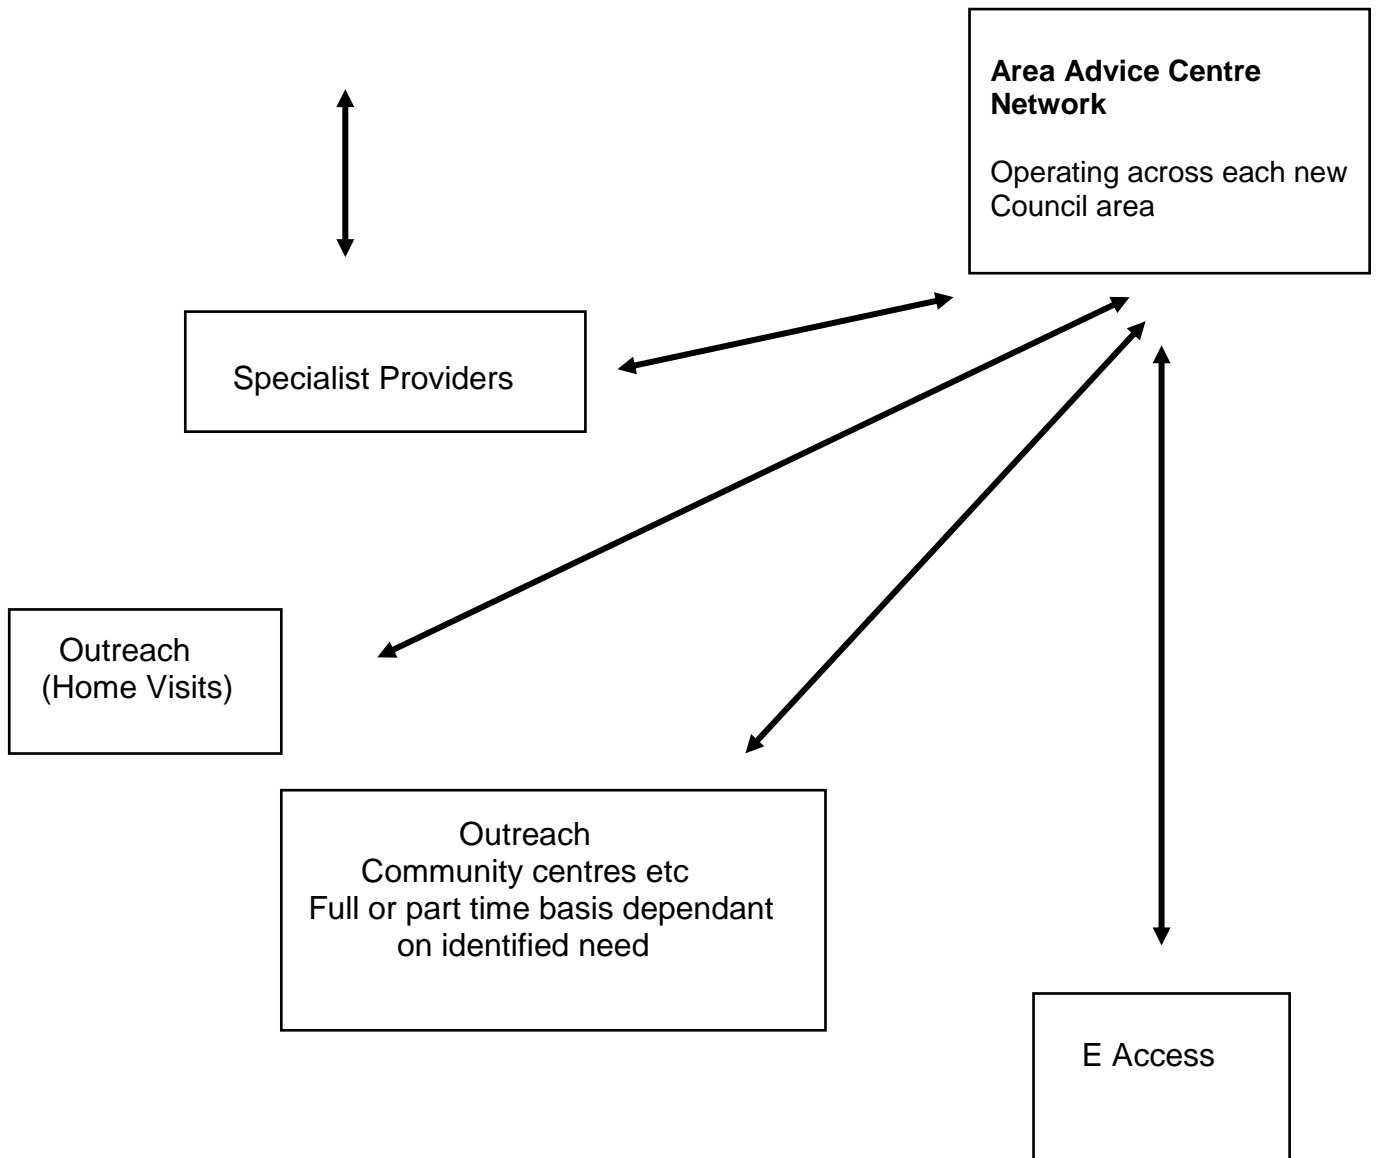 Area Advice Centre
Network
Operating across each new
Council area
Specialist Providers
Outreach
(Home Visits)
Outreach
Community centres etc
Full or part time basis dependant
on identified need
E Access